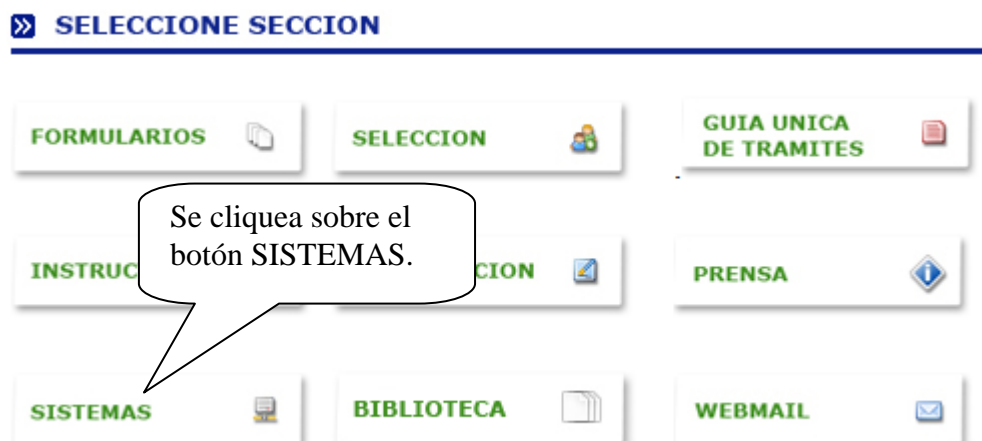 SELECCIONE SECCION
FORMULARIOS
SELECCION
GUIA UNICA
DE TRAMITES
Se cliquea sobre el
botón SISTEMAS.
INSTRUC
CION
PRENSA
SISTEMAS
BIBLIOTECA
WEBMAIL